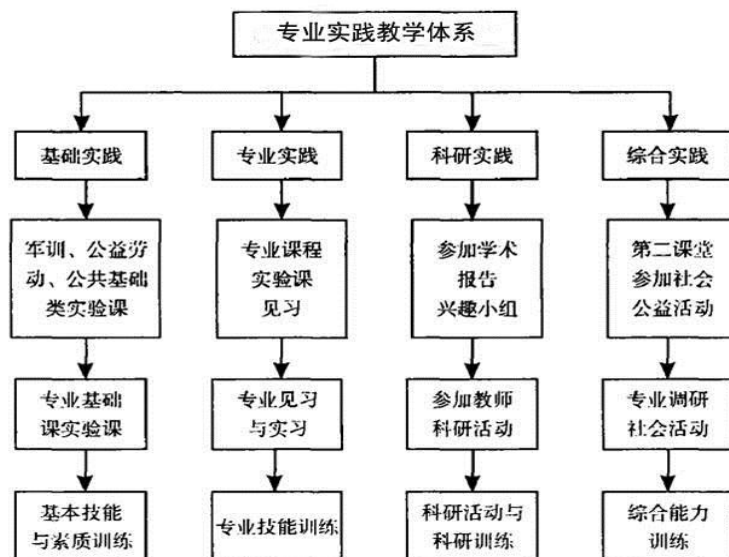 专业实践教学体系
基础实践
专业实践
科研实践
综合实践
军训、公益劳
动、公共基础
类实验课
专业课程
实验课
见习
参加学术
报告
兴趣小组
第二课堂
参加社会
公益活动
专业基础
课实验课
专业见习
与实习
参加教师
科研活动
专业调研
社会活动
基本技能
与素质训练
专业技能训练
科研活动与
科研训练
综合能力
训练